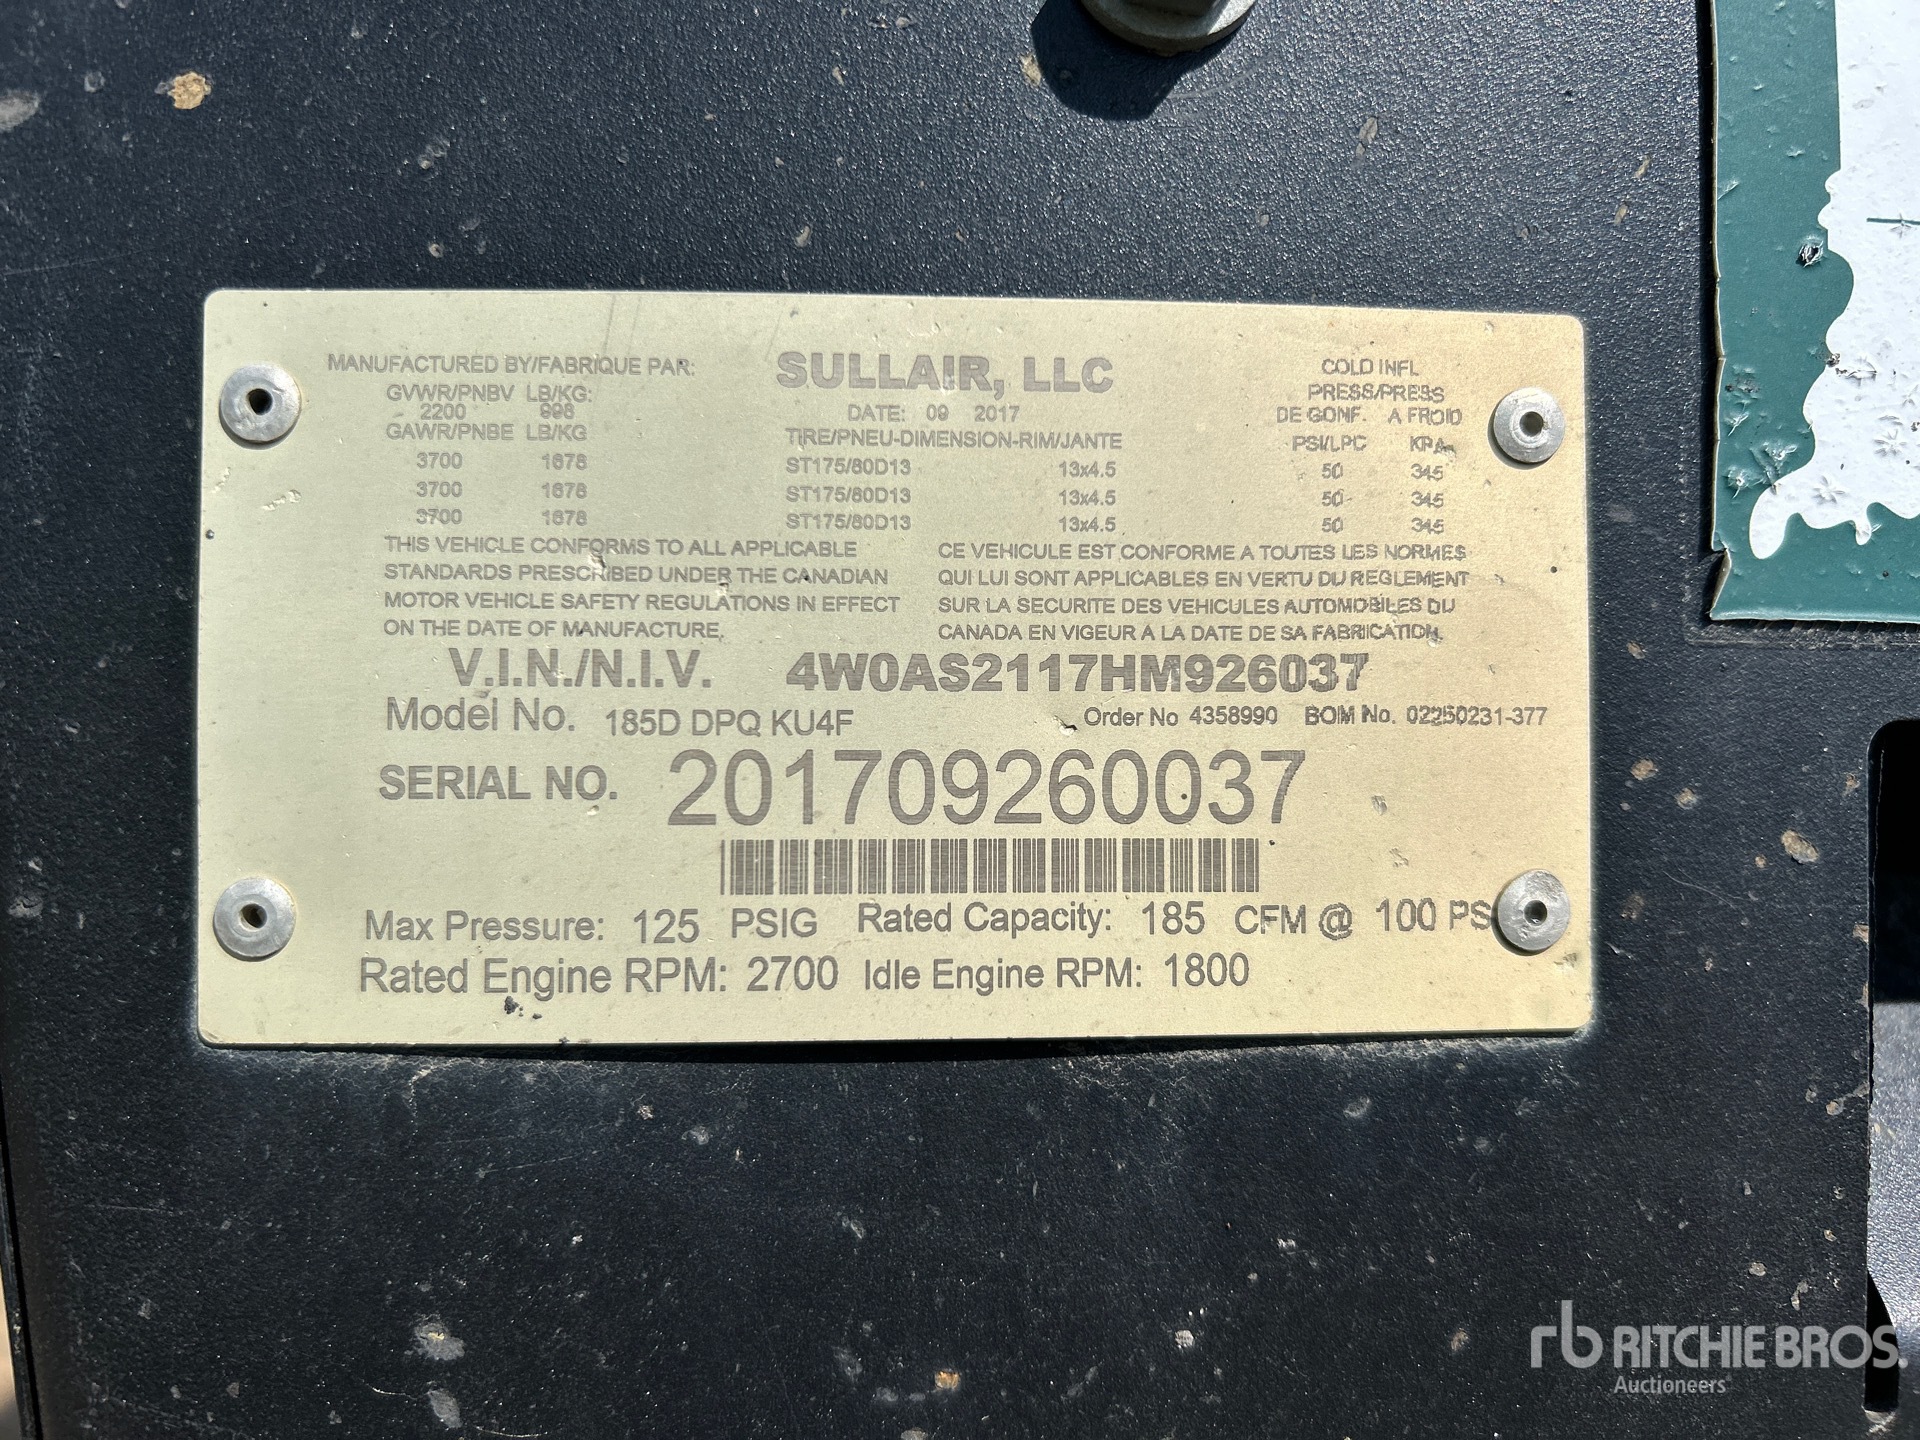 MANUFACTURED BY/FABRIQUE PAR: SULLAIR, LLC COLD INFL
GVWR/PNBV LB/KG: PRESS/PRESS
2200 998 DATE: 09 2017 DE GONF. A FROID
GAWR/PNBE LB/KG TIRE/PNEU-DIMENSION-RIM/JANTE PSI/LPC KPA
3700 1678 ST175/80D13 13x4.5 50 345
3700 1678 ST175/80D13 13x4.5 50 345
3700 1678 ST175/80D13 13x4.5 50 345
THIS VEHICLE CONFORMS TO ALL APPLICABLE CE VEHICULE EST CONFORME A TOUTES LES NORMES
STANDARDS PRESCRIBED UNDER THE CANADIAN QUI LUI SONT APPLICABLES EN VERTU DU REGLEMENT
MOTOR VEHICLE SAFETY REGULATIONS IN EFFECT SUR LA SECURITE DES VEHICULES AUTOMOBILES DU
ON THE DATE OF MANUFACTURE. CANADA EN VIGEUR A LA DATE DE SA FABRICATION.
V.I.N./N.I.V. 4W0AS2117HM926037
Model No. 185D DPQ KU4F Order No 4358990 BOM No. 02250231-377
SERIAL NO. 201709260037
Max Pressure: 125 PSIG Rated Capacity: 185 CFM @ 100 PS
Rated Engine RPM: 2700 Idle Engine RPM: 1800
rb RITCHIE BROS.
Auctioneers